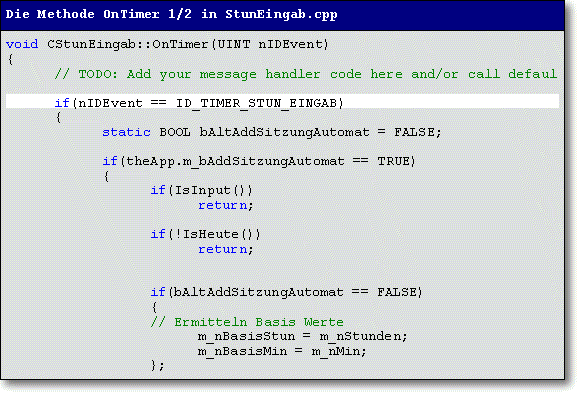 Die Methode OnTimer 1/2 in StunEingab.cpp
void CStunEingab::OnTimer(UINT nIDEvent)
{
// TODO: Add your message handler code here and/or call defaul
if(nIDEvent == ID_TIMER_STUN_EINGAB)
{
static BOOL bAltAddSitzungAutomat = FALSE;
if(theApp.m_bAddSitzungAutomat == TRUE)
{
if(IsInput())
return;
if(!IsHeute())
return;
if(bAltAddSitzungAutomat == FALSE)
{
// Ermitteln Basis Werte
m_nBasisStun = m_nStunden;
m_nBasisMin = m_nMin;
};